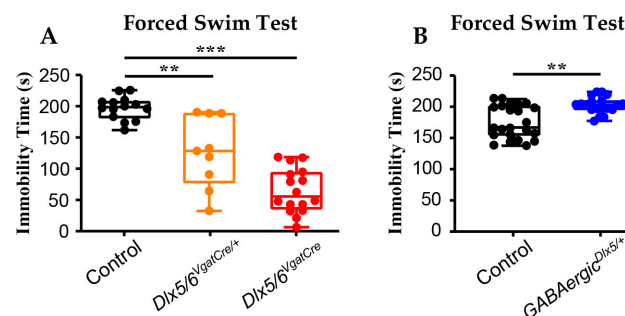 Forced Swim Test
A
***
**
Immobility Time (s)
250
200
150
100
50
0
Control
Dlx5/6VgatCre/+
Dlx5/6VgatCre
Forced Swim Test
B
**
Immobility Time (s)
250
200
150
100
50
0
Control
GABAergicDlx5/+